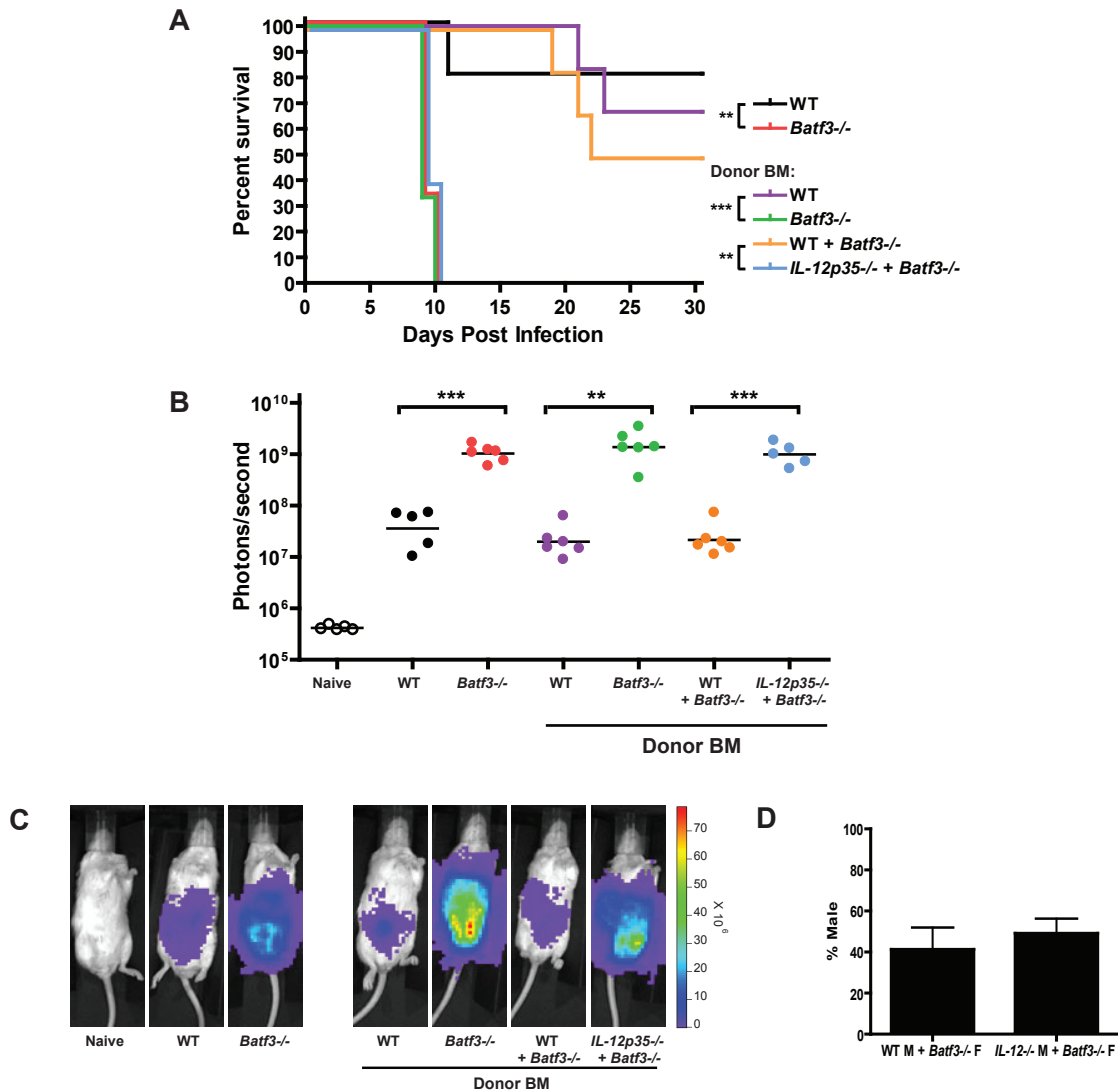 A
Percent survival
100
90
80
70
60
50
40
30
20
10
0
0 5 10 15 20 25 30
Days Post Infection
** WT
Batf3-/-
Donor BM:
*** WT
Batf3-/-
** WT + Batf3-/-
IL-12p35-/- + Batf3-/-
B
Photons/second
10^10
10^9
10^8
10^7
10^6
10^5
*** ** ***
Naive WT Batf3-/- WT Batf3-/- WT + Batf3-/- IL-12p35-/- + Batf3-/-
Donor BM
C
Naive WT Batf3-/- WT Batf3-/- WT + Batf3-/- IL-12p35-/- + Batf3-/-
Donor BM
70
60
50
40
30
20
10
0
X 10^6
D
% Male
100
80
60
40
20
0
WT M + Batf3-/- F IL-12-/- M + Batf3-/- F